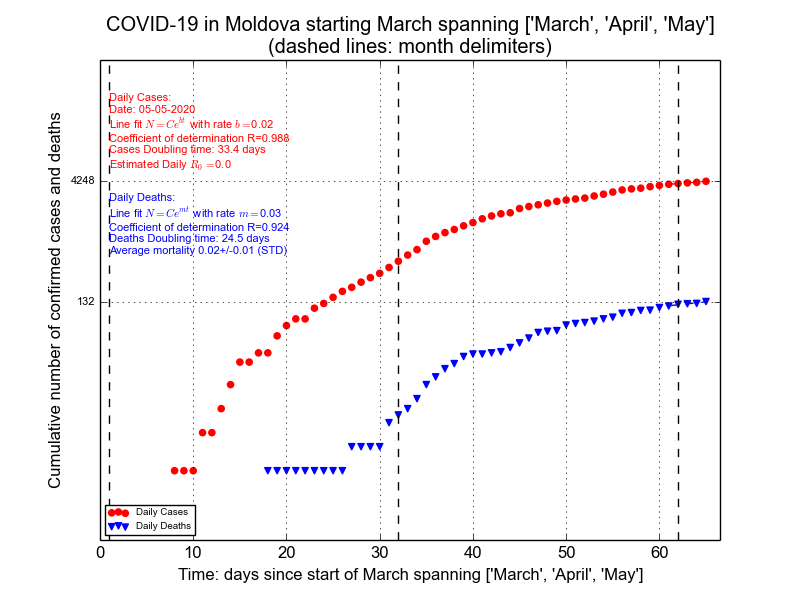 COVID-19 in Moldova starting March spanning ['March', 'April', 'May']
(dashed lines: month delimiters)
Daily Cases:
Date: 05-05-2020
Line fit N=Ce^{bt} with rate b=0.02
Coefficient of determination R=0.988
Cases Doubling time: 33.4 days
Estimated Daily R_0=0.0
Daily Deaths:
Line fit N=Ce^{mt} with rate m=0.03
Coefficient of determination R=0.924
Deaths Doubling time: 24.5 days
Average mortality 0.02+/-0.01 (STD)
Cumulative number of confirmed cases and deaths
4248
132
Daily Cases
Daily Deaths
0 10 20 30 40 50 60
Time: days since start of March spanning ['March', 'April', 'May']